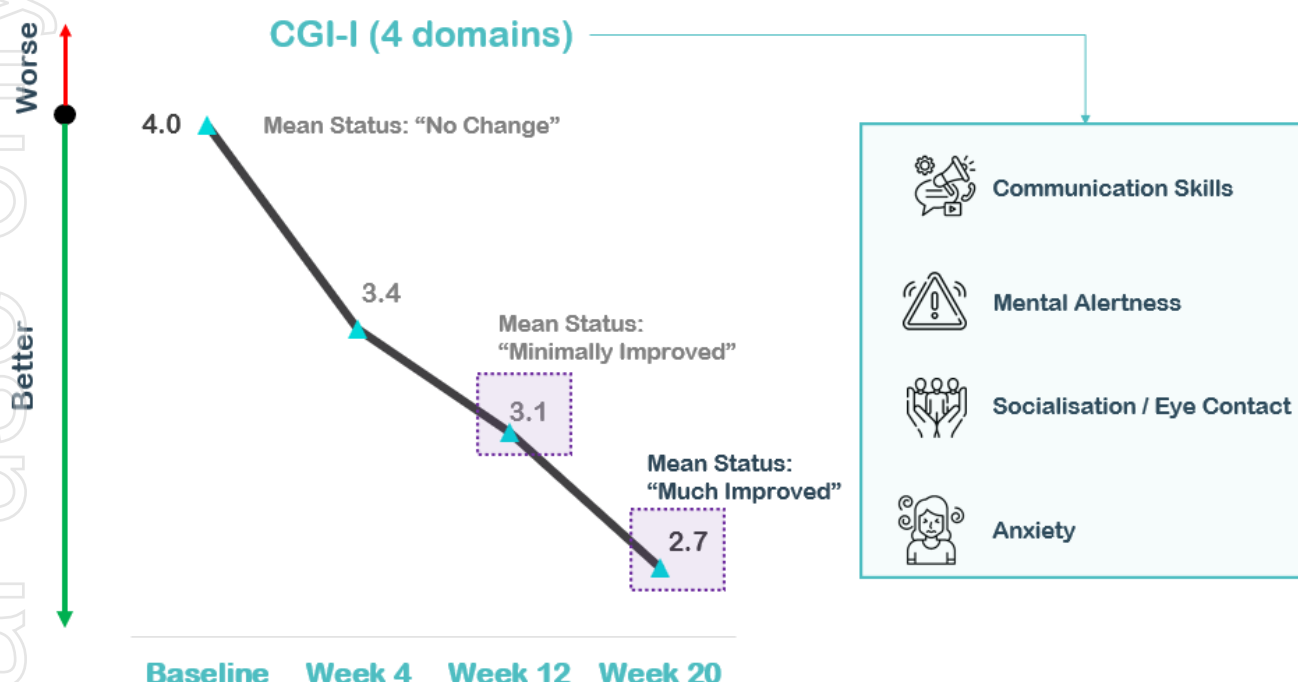 CGI-I (4 domains)
Worse
Better
4.0
Mean Status: “No Change”
3.4
Mean Status:
“Minimally Improved”
3.1
Mean Status:
“Much Improved”
2.7
Baseline
Week 4
Week 12
Week 20
Communication Skills
Mental Alertness
Socialisation / Eye Contact
Anxiety